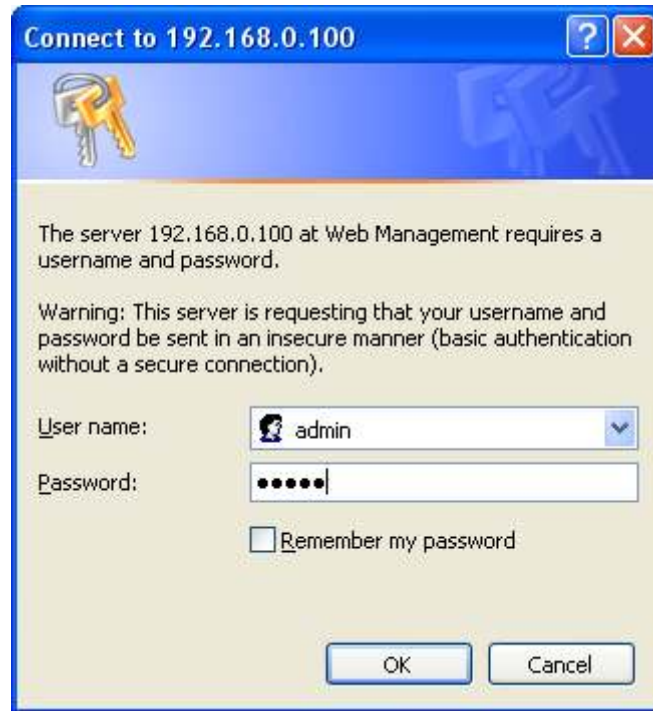 Connect to 192.168.0.100
The server 192.168.0.100 at Web Management requires a
username and password.
Warning: This server is requesting that your username and
password be sent in an insecure manner (basic authentication
without a secure connection).
User name:
admin
Password:
•••••
Remember my password
OK
Cancel